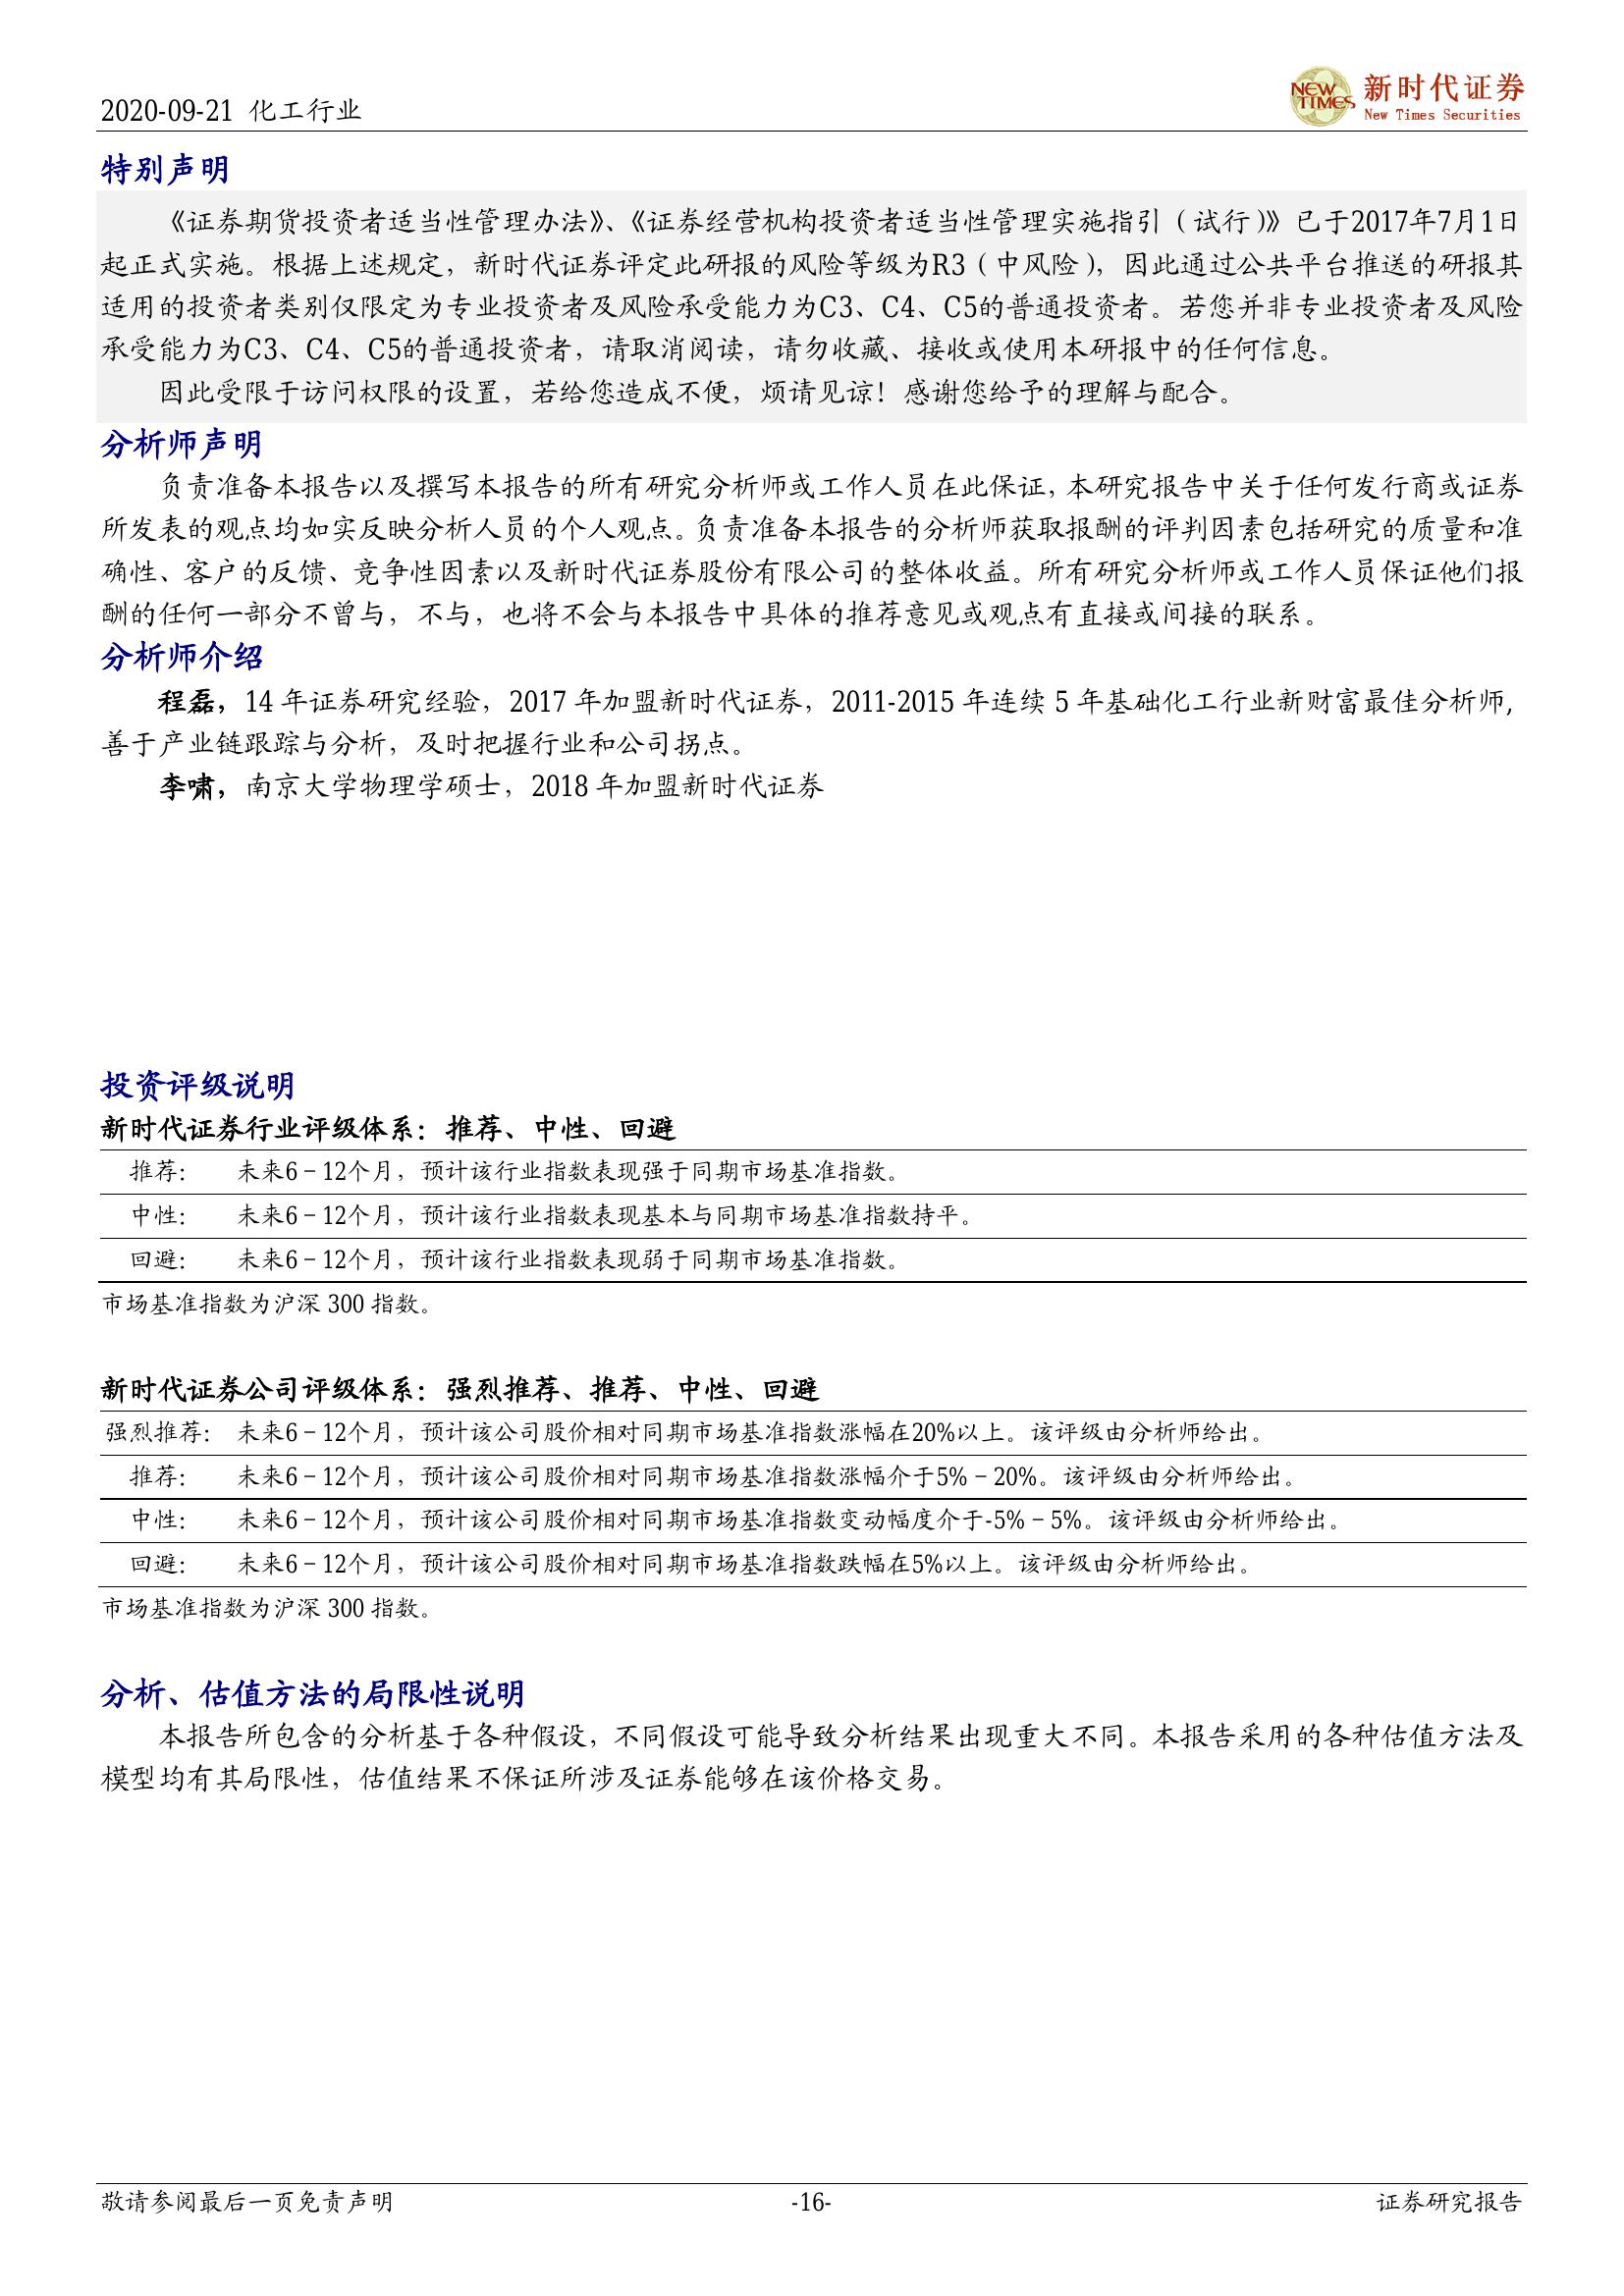 2020-09-21 化工行业
NEW TIMES
新时代证券
New Times Securities
特别声明
《证券期货投资者适当性管理办法》、《证券经营机构投资者适当性管理实施指引（试行）》已于2017年7月1日
起正式实施。根据上述规定，新时代证券评定此研报的风险等级为R3（中风险），因此通过公共平台推送的研报其
适用的投资者类别仅限定为专业投资者及风险承受能力为C3、C4、C5的普通投资者。若您并非专业投资者及风险
承受能力为C3、C4、C5的普通投资者，请取消阅读，请勿收藏、接收或使用本研报中的任何信息。
因此受限于访问权限的设置，若给您造成不便，烦请见谅！感谢您给予的理解与配合。
分析师声明
负责准备本报告以及撰写本报告的所有研究分析师或工作人员在此保证，本研究报告中关于任何发行商或证券
所发表的观点均如实反映分析人员的个人观点。负责准备本报告的分析师获取报酬的评判因素包括研究的质量和准
确性、客户的反馈、竞争性因素以及新时代证券股份有限公司的整体收益。所有研究分析师或工作人员保证他们报
酬的任何一部分不曾与，不与，也将不会与本报告中具体的推荐意见或观点有直接或间接的联系。
分析师介绍
程磊，14 年证券研究经验，2017 年加盟新时代证券，2011-2015 年连续 5 年基础化工行业新财富最佳分析师，
善于产业链跟踪与分析，及时把握行业和公司拐点。
李啸，南京大学物理学硕士，2018 年加盟新时代证券
投资评级说明
新时代证券行业评级体系：推荐、中性、回避
推荐： 未来6－12个月，预计该行业指数表现强于同期市场基准指数。
中性： 未来6－12个月，预计该行业指数表现基本与同期市场基准指数持平。
回避： 未来6－12个月，预计该行业指数表现弱于同期市场基准指数。
市场基准指数为沪深 300 指数。
新时代证券公司评级体系：强烈推荐、推荐、中性、回避
强烈推荐： 未来6－12个月，预计该公司股价相对同期市场基准指数涨幅在20%以上。该评级由分析师给出。
推荐： 未来6－12个月，预计该公司股价相对同期市场基准指数涨幅介于5%－20%。该评级由分析师给出。
中性： 未来6－12个月，预计该公司股价相对同期市场基准指数变动幅度介于-5%－5%。该评级由分析师给出。
回避： 未来6－12个月，预计该公司股价相对同期市场基准指数跌幅在5%以上。该评级由分析师给出。
市场基准指数为沪深 300 指数。
分析、估值方法的局限性说明
本报告所包含的分析基于各种假设，不同假设可能导致分析结果出现重大不同。本报告采用的各种估值方法及
模型均有其局限性，估值结果不保证所涉及证券能够在该价格交易。
敬请参阅最后一页免责声明 -16- 证券研究报告